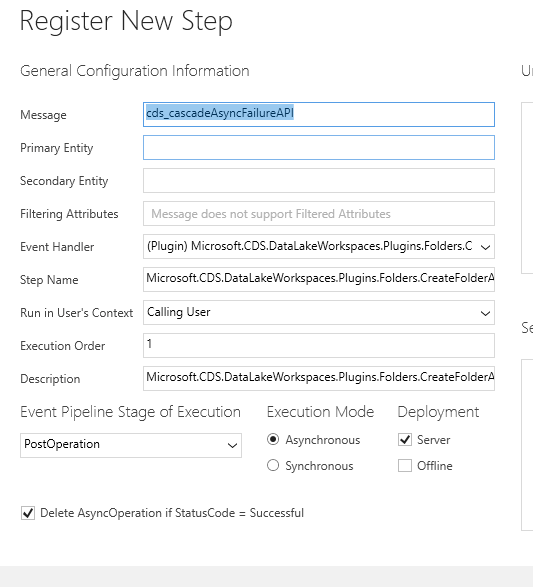 Register New Step
General Configuration Information
Message
cds_cascadeAsyncFailureAPI
Primary Entity
Secondary Entity
Filtering Attributes
Message does not support Filtered Attributes
Event Handler
(Plugin) Microsoft.CDS.DataLakeWorkspaces.Plugins.Folders.C
Step Name
Microsoft.CDS.DataLakeWorkspaces.Plugins.Folders.CreateFolderA
Run in User's Context
Calling User
Execution Order
1
Description
Microsoft.CDS.DataLakeWorkspaces.Plugins.Folders.CreateFolderA
Event Pipeline Stage of Execution
PostOperation
Execution Mode
Asynchronous
Synchronous
Deployment
Server
Offline
Delete AsyncOperation if StatusCode = Successful